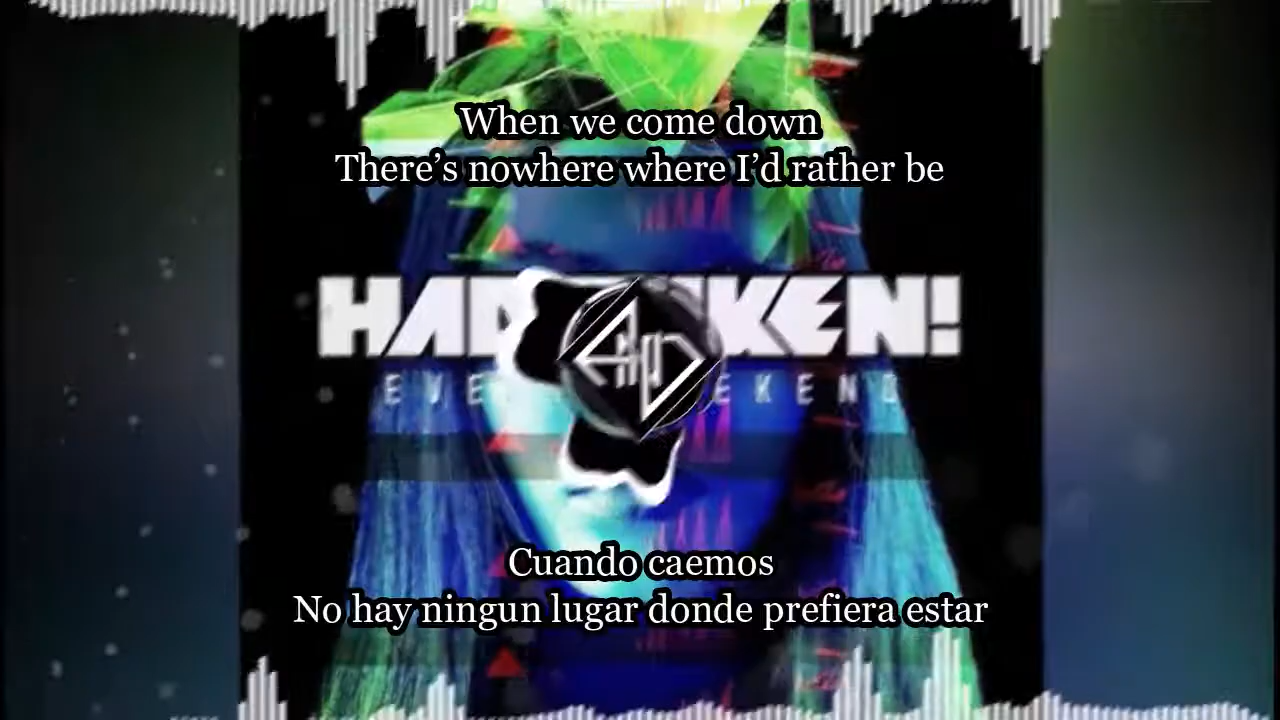 When we come down
There’s nowhere where I’d rather be
Cuando caemos
No hay ningun lugar donde prefiera estar